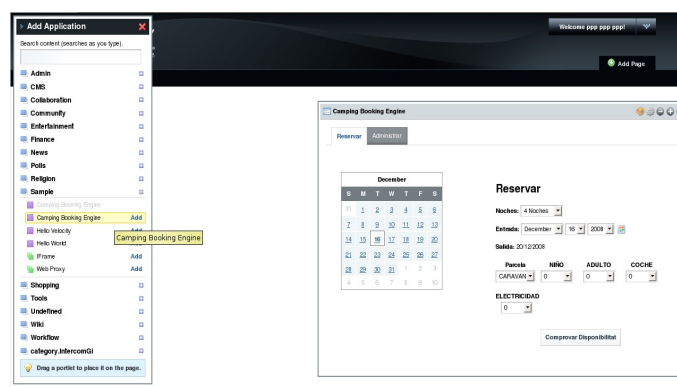 Add Application
Search content (searches as you type).
Admin
CMS
Collaboration
Community
Entertainment
Finance
News
Polls
Religion
Sample
Camping Booking Engine
Camping Booking Engine Add
Hello Velocity Add
Hello World
IFrame Add
Web Proxy Add
Shopping
Tools
Undefined
Wiki
Workflow
category.IntercomGi
Drag a portlet to place it on the page.
Camping Booking Engine
Welcome ppp ppp ppp!
Add Page
Camping Booking Engine
Reservar Administrar
December
S M T W T F S
31 1 2 3 4 5 6
7 8 9 10 11 12 13
14 15 16 17 18 19 20
21 22 23 24 25 26 27
28 29 30 31 1 2 3
4 5 6 7 8 9 10
Reservar
Noches: 4 Noches
Entrada: December 16 2008
Salida: 20/12/2008
Parcela NIÑO ADULTO COCHE
CARAVAN 0 0 0
ELECTRICIDAD
0
Comprovar Disponibilitat